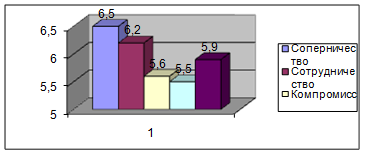 6,5
6,2
5,6
5,5
5,9
6,5
6
5,5
5
1
Соперничес
тво
Сотрудниче
ство
Компромисс